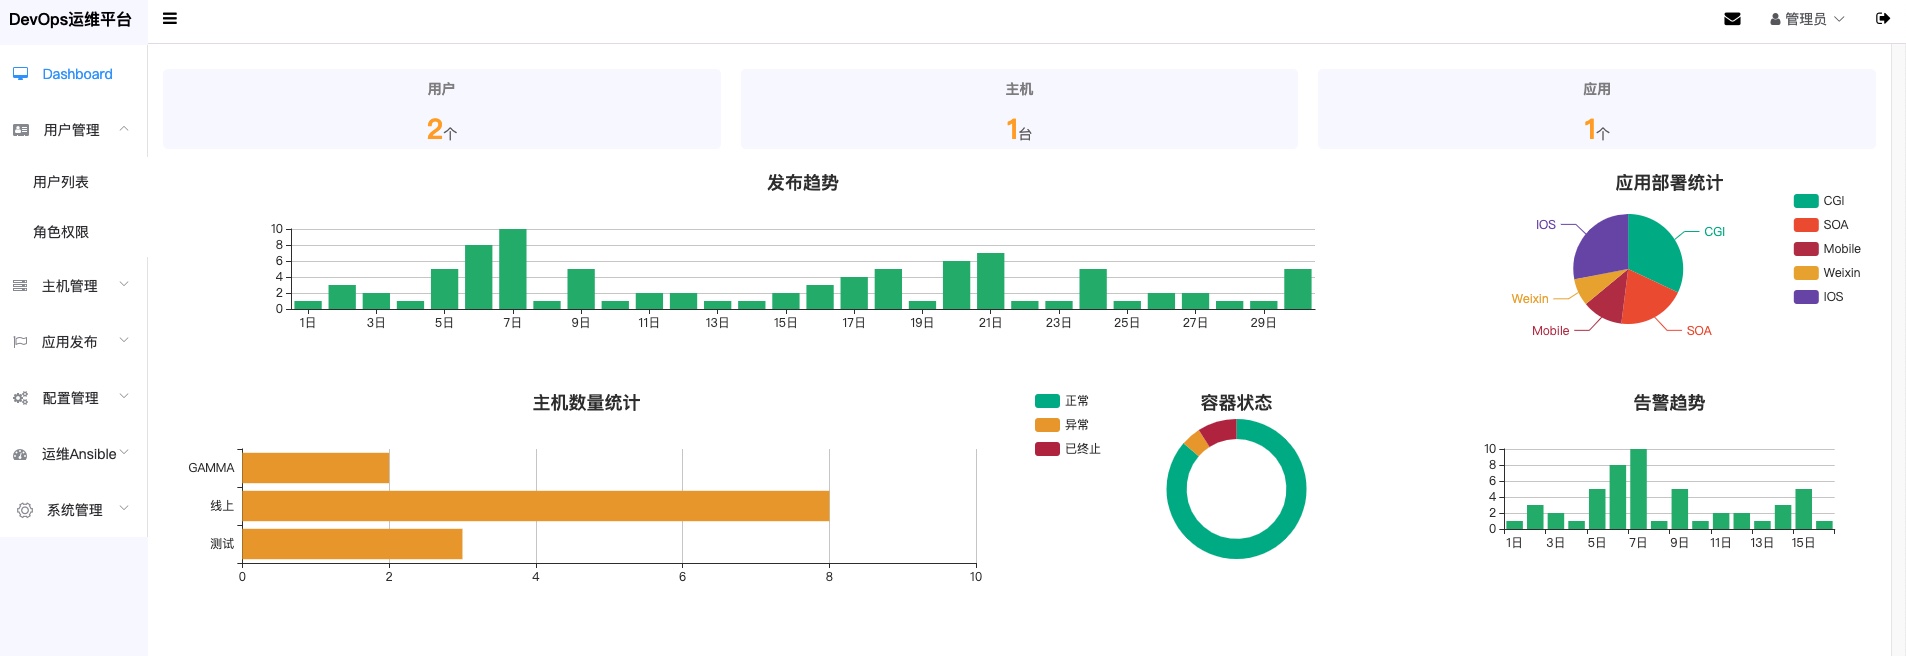 DevOps运维平台
管理员
Dashboard
用户管理
用户列表
角色权限
主机管理
应用发布
配置管理
运维Ansible
系统管理
用户
2个
主机
1台
应用
1个
发布趋势
10
8
6
4
2
0
1日 3日 5日 7日 9日 11日 13日 15日 17日 19日 21日 23日 25日 27日 29日
应用部署统计
CGI
SOA
Mobile
Weixin
IOS
IOS
CGI
Weixin
Mobile
SOA
主机数量统计
GAMMA
线上
测试
0 2 4 6 8 10
容器状态
正常
异常
已终止
告警趋势
10
8
6
4
2
0
1日 3日 5日 7日 9日 11日 13日 15日